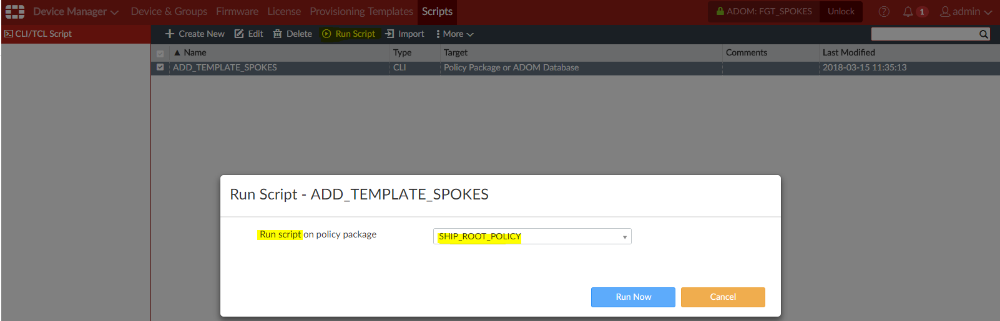 Device Manager Device & Groups Firmware License Provisioning Templates Scripts ADOM: FGT_SPOKES Unlock 1 admin
CLI/TCL Script Create New Edit Delete Run Script Import More
Name Type Target Comments Last Modified
ADD_TEMPLATE_SPOKES CLI Policy Package or ADOM Database 2018-03-15 11:35:13
Run Script - ADD_TEMPLATE_SPOKES
Run script on policy package SHIP_ROOT_POLICY
Run Now Cancel